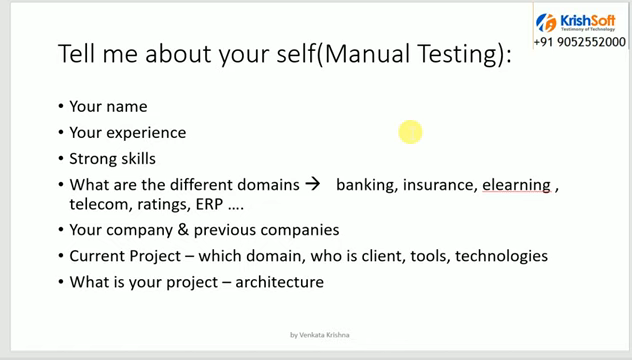 KrishSoft
Testimony of Technology
+91 9052552000
Tell me about your self(Manual Testing):
• Your name
• Your experience
• Strong skills
• What are the different domains → banking, insurance, elearning ,
telecom, ratings, ERP ….
• Your company & previous companies
• Current Project – which domain, who is client, tools, technologies
• What is your project – architecture
by Venkata Krishna